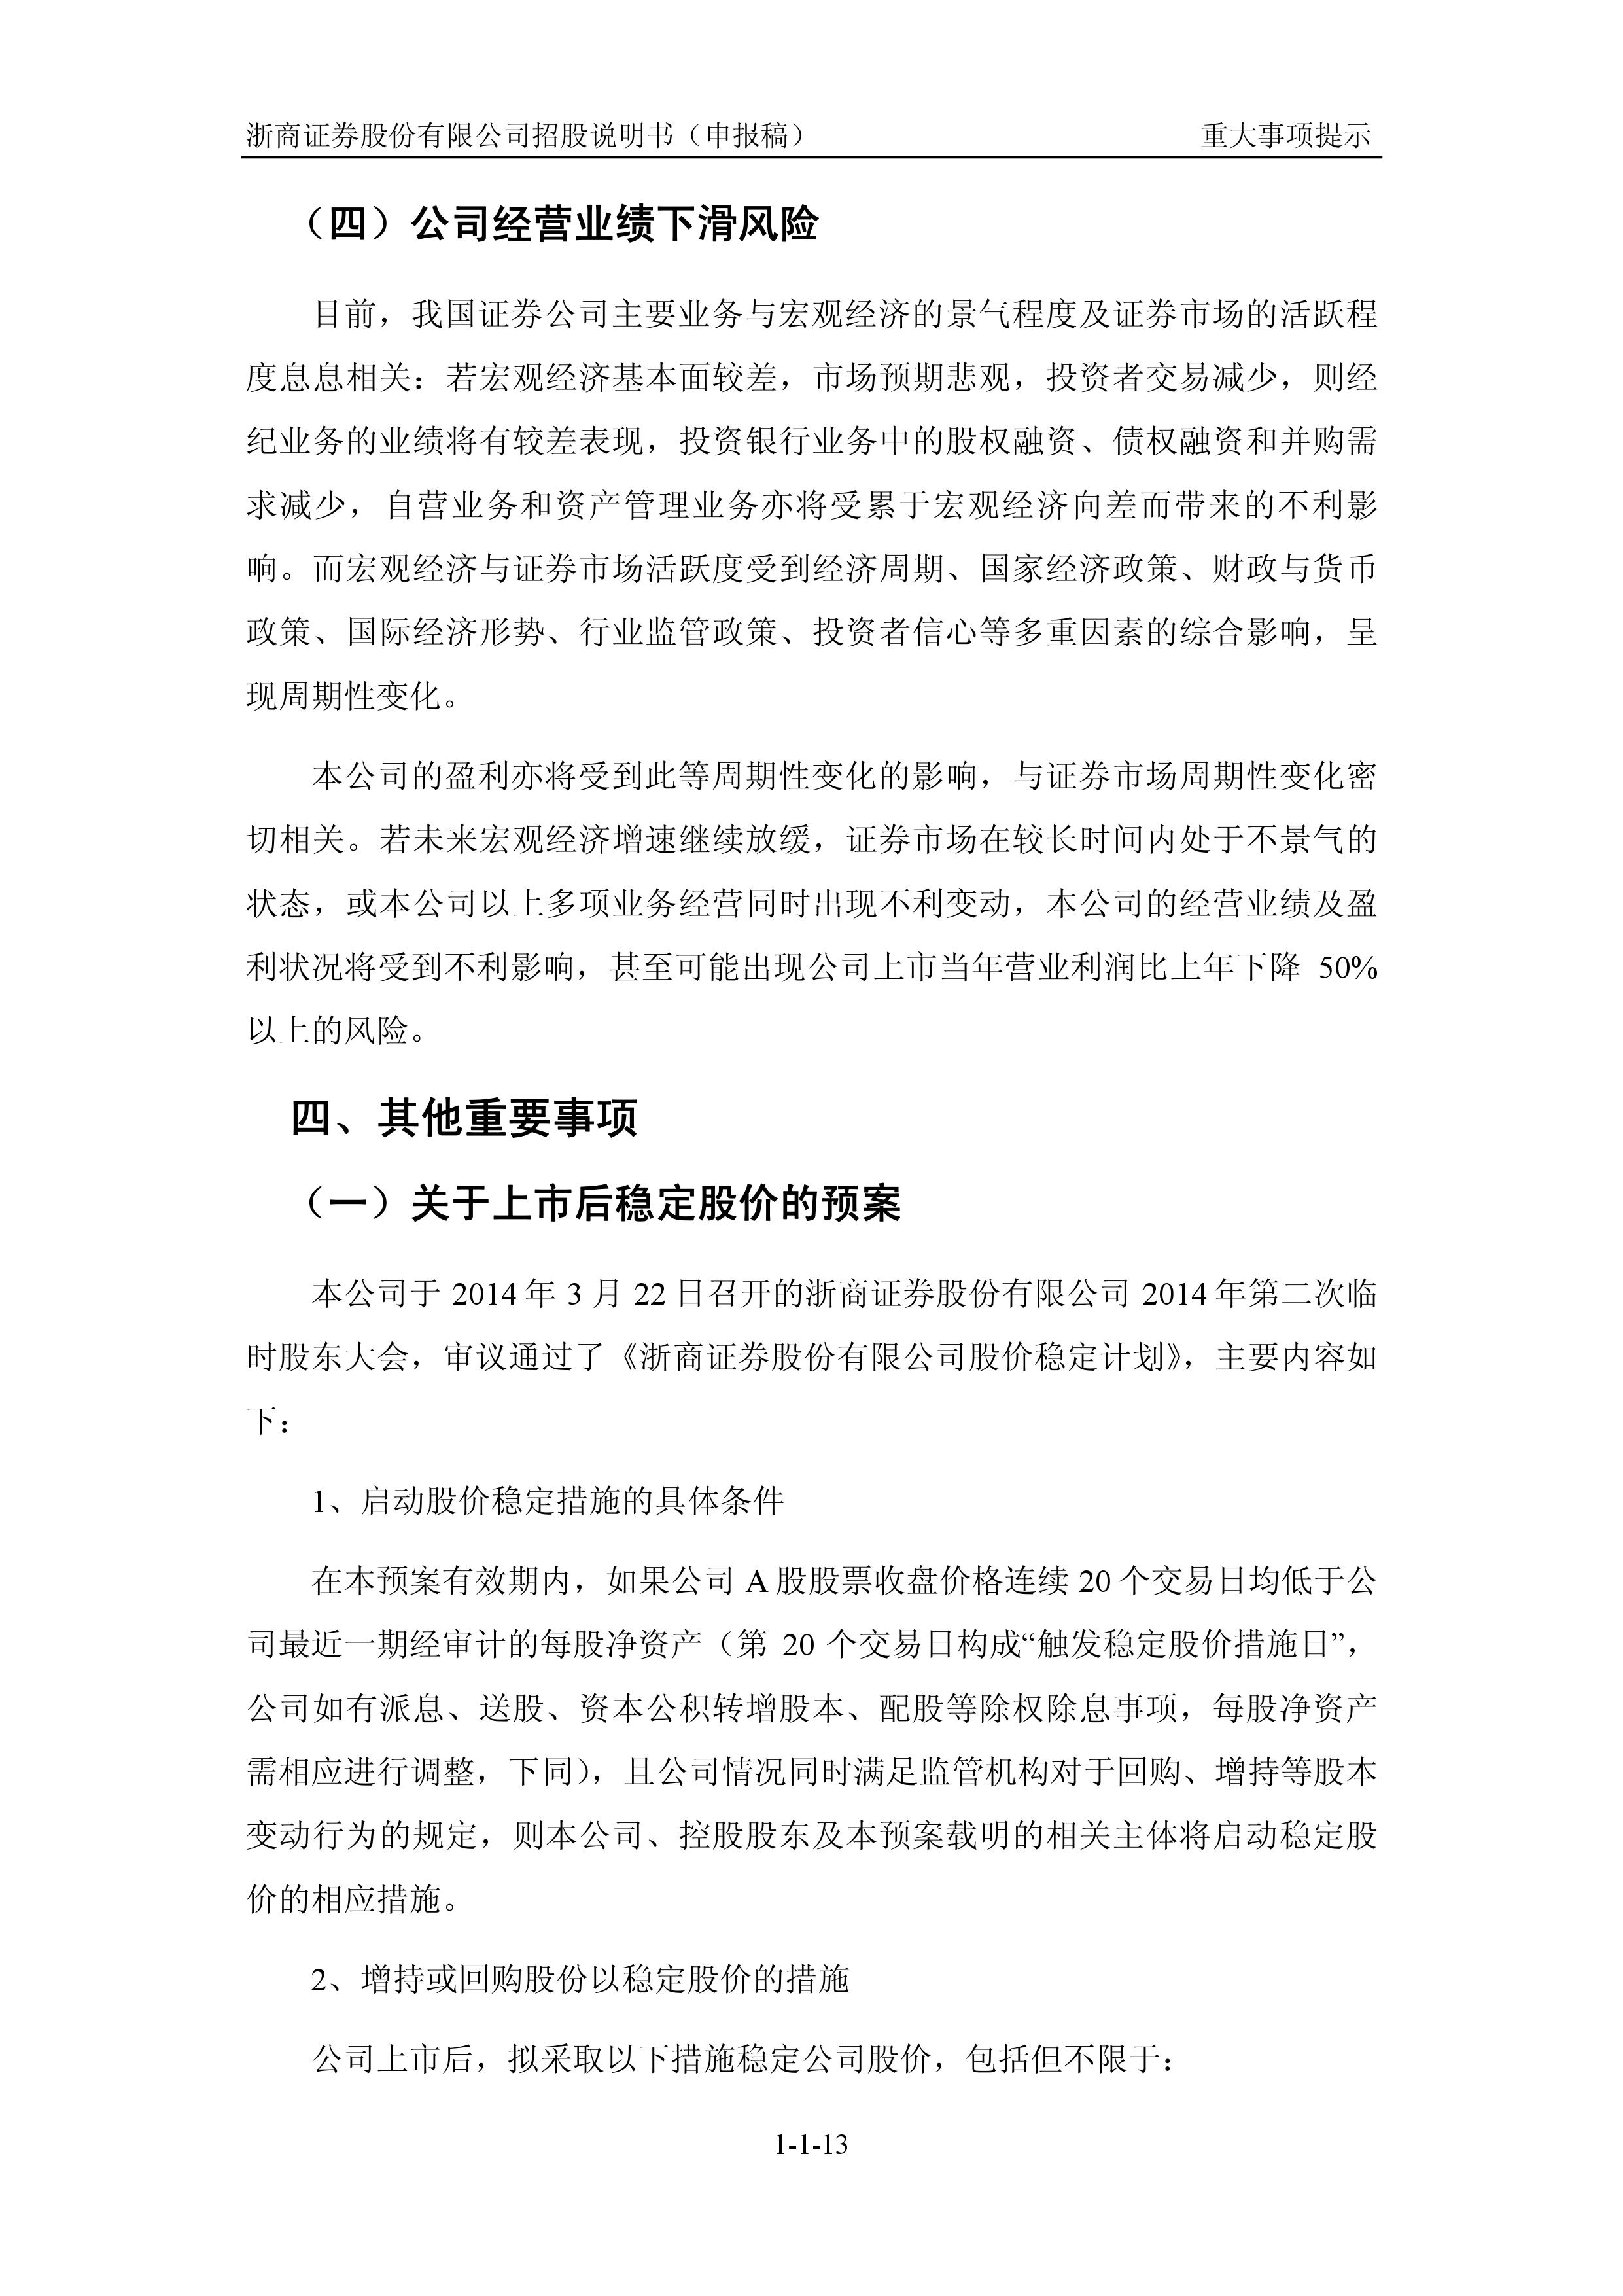 浙商证券股份有限公司招股说明书（申报稿） 重大事项提示
（四）公司经营业绩下滑风险
目前，我国证券公司主要业务与宏观经济的景气程度及证券市场的活跃程
度息息相关：若宏观经济基本面较差，市场预期悲观，投资者交易减少，则经
纪业务的业绩将有较差表现，投资银行业务中的股权融资、债权融资和并购需
求减少，自营业务和资产管理业务亦将受累于宏观经济向差而带来的不利影
响。而宏观经济与证券市场活跃度受到经济周期、国家经济政策、财政与货币
政策、国际经济形势、行业监管政策、投资者信心等多重因素的综合影响，呈
现周期性变化。
本公司的盈利亦将受到此等周期性变化的影响，与证券市场周期性变化密
切相关。若未来宏观经济增速继续放缓，证券市场在较长时间内处于不景气的
状态，或本公司以上多项业务经营同时出现不利变动，本公司的经营业绩及盈
利状况将受到不利影响，甚至可能出现公司上市当年营业利润比上年下降 50%
以上的风险。
四、其他重要事项
（一）关于上市后稳定股价的预案
本公司于 2014 年 3 月 22 日召开的浙商证券股份有限公司 2014 年第二次临
时股东大会，审议通过了《浙商证券股份有限公司股价稳定计划》，主要内容如
下：
1、启动股价稳定措施的具体条件
在本预案有效期内，如果公司 A 股股票收盘价格连续 20 个交易日均低于公
司最近一期经审计的每股净资产（第 20 个交易日构成“触发稳定股价措施日”，
公司如有派息、送股、资本公积转增股本、配股等除权除息事项，每股净资产
需相应进行调整，下同），且公司情况同时满足监管机构对于回购、增持等股本
变动行为的规定，则本公司、控股股东及本预案载明的相关主体将启动稳定股
价的相应措施。
2、增持或回购股份以稳定股价的措施
公司上市后，拟采取以下措施稳定公司股价，包括但不限于：
1-1-13